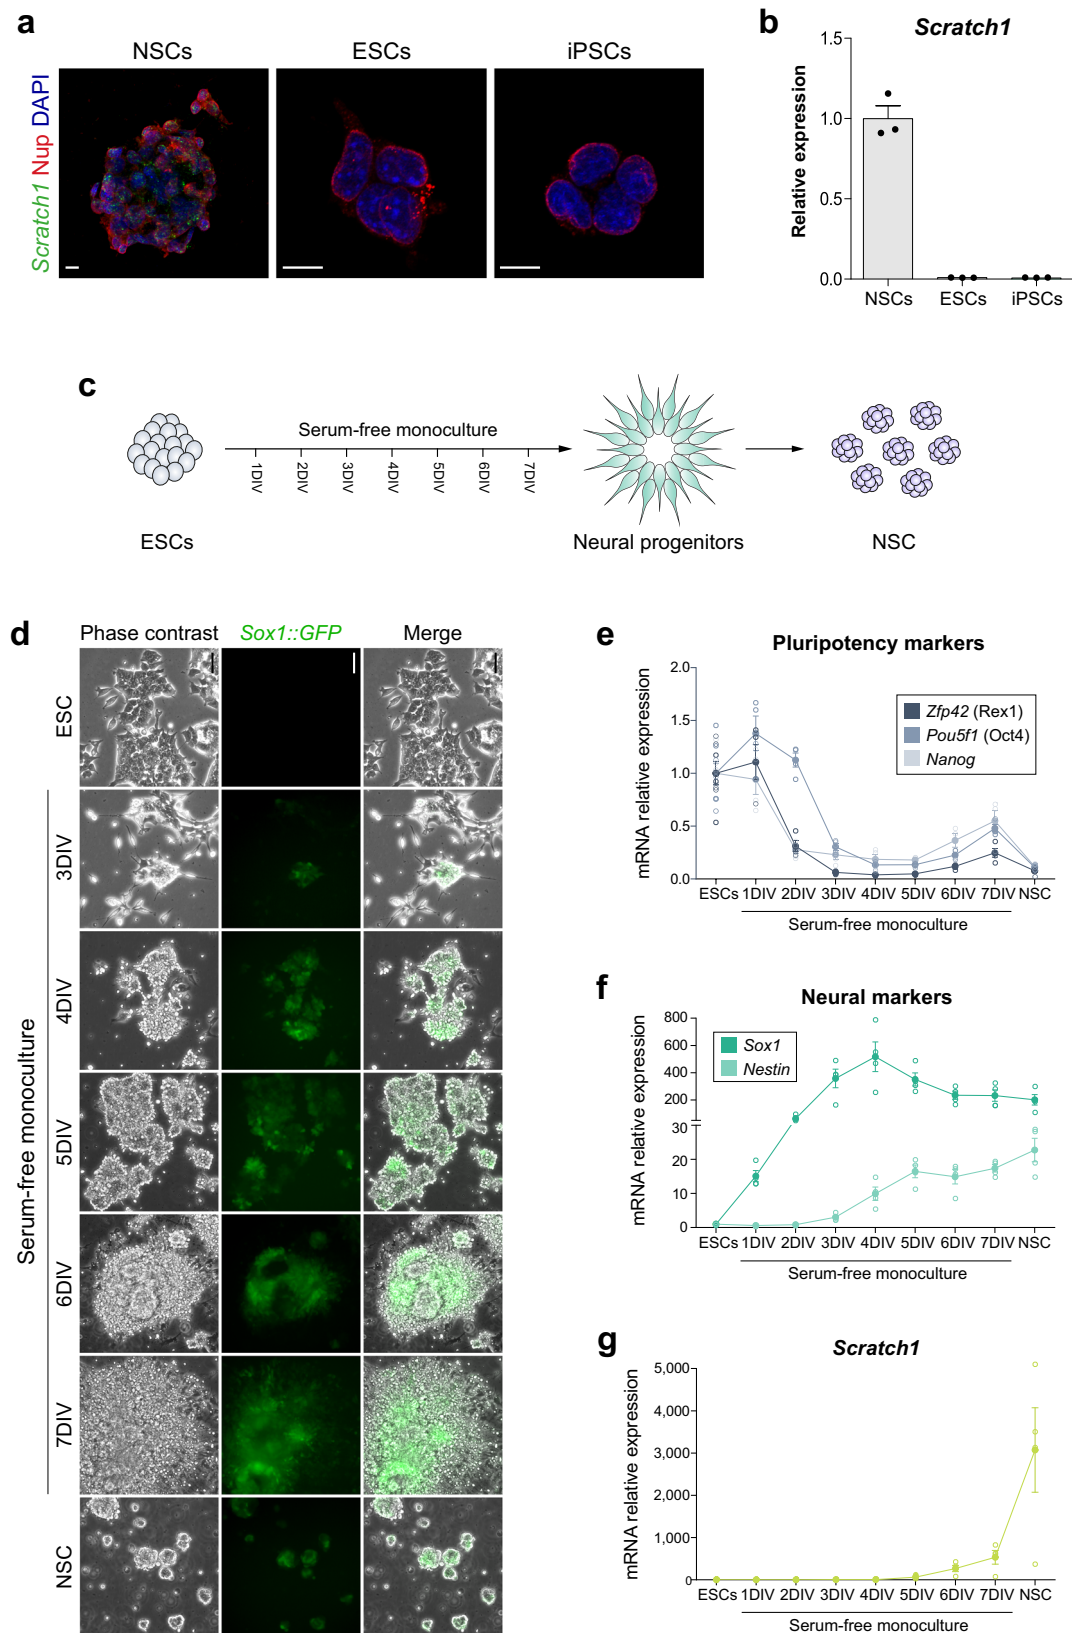 a
NSCs
ESCs
iPSCs
Scratch1 Nup DAPI
b
Scratch1
Relative expression
1.5
1.0
0.5
0.0
NSCs
ESCs
iPSCs
c
Serum-free monoculture
1DIV
2DIV
3DIV
4DIV
5DIV
6DIV
7DIV
ESCs
Neural progenitors
NSC
d
Phase contrast
Sox1::GFP
Merge
ESC
Serum-free monoculture
3DIV
4DIV
5DIV
6DIV
7DIV
NSC
e
Pluripotency markers
mRNA relative expression
2.0
1.5
1.0
0.5
0.0
Zfp42 (Rex1)
Pou5f1 (Oct4)
Nanog
ESCs 1DIV 2DIV 3DIV 4DIV 5DIV 6DIV 7DIV NSC
Serum-free monoculture
f
Neural markers
mRNA relative expression
800
600
400
200
30
20
10
0
Sox1
Nestin
ESCs 1DIV 2DIV 3DIV 4DIV 5DIV 6DIV 7DIV NSC
Serum-free monoculture
g
Scratch1
mRNA relative expression
5,000
4,000
3,000
2,000
1,000
0
ESCs 1DIV 2DIV 3DIV 4DIV 5DIV 6DIV 7DIV NSC
Serum-free monoculture